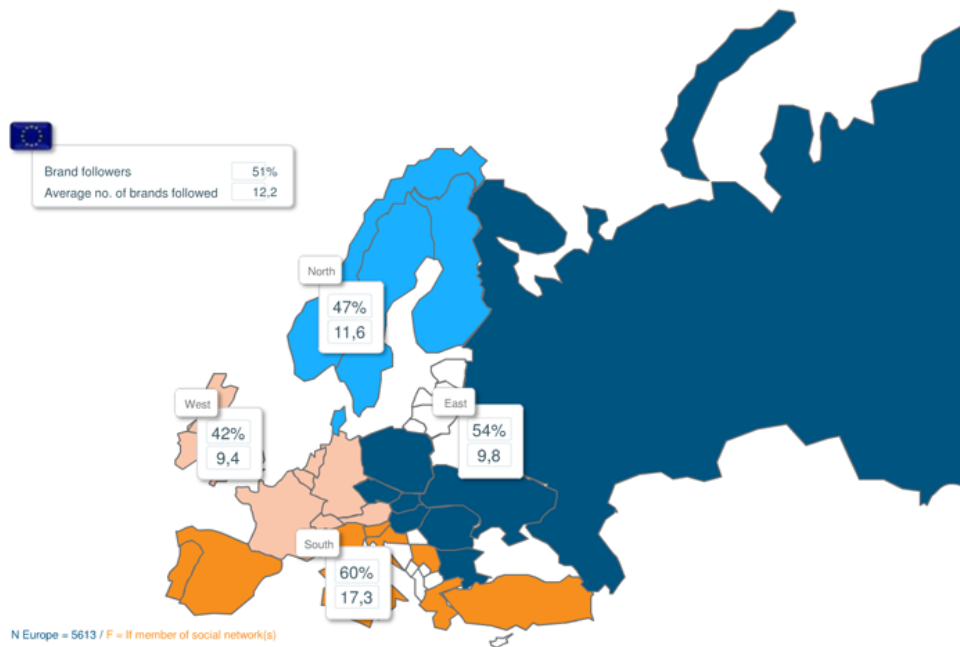 Brand followers 51%
Average no. of brands followed 12,2
North
47%
11,6
West
42%
9,4
East
54%
9,8
South
60%
17,3
N Europe = 5613 / F = If member of social network(s)